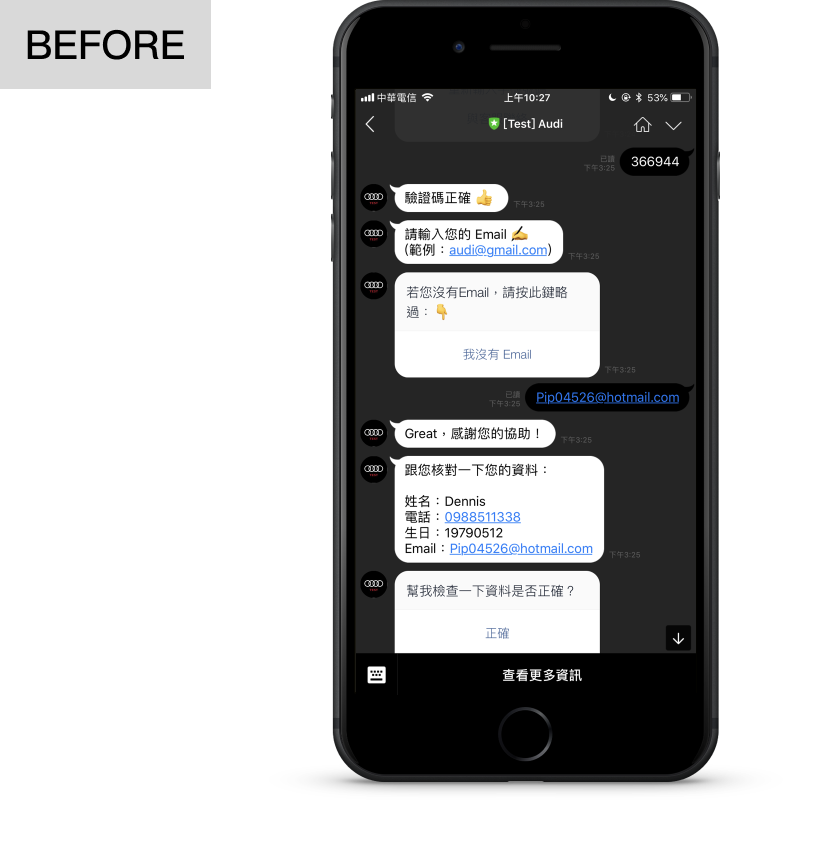 BEFORE
中華電信 上午10:27 53%
[Test] Audi
已讀
下午3:25
366944
驗證碼正確 👍
下午3:25
請輸入您的 Email ✍️
(範例：audi@gmail.com)
下午3:25
若您沒有Email，請按此鍵略
過：👇
我沒有 Email
下午3:25
已讀
下午3:25
Pip04526@hotmail.com
Great，感謝您的協助！
下午3:25
跟您核對一下您的資料：
姓名：Dennis
電話：0988511338
生日：19790512
Email：Pip04526@hotmail.com
下午3:25
幫我檢查一下資料是否正確？
正確
查看更多資訊